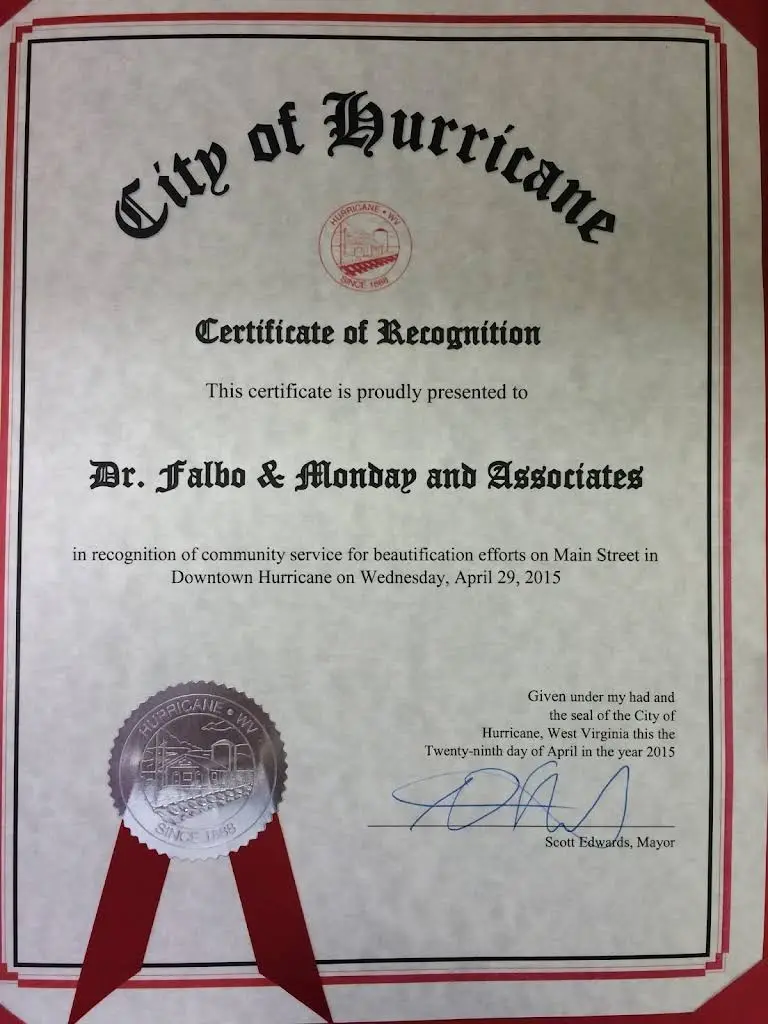 City of Hurricane
HURRICANE • WV
SINCE 1888
Certificate of Recognition
This certificate is proudly presented to
Dr. Falbo & Monday and Associates
in recognition of community service for beautification efforts on Main Street in
Downtown Hurricane on Wednesday, April 29, 2015
Given under my had and
the seal of the City of
Hurricane, West Virginia this the
Twenty-ninth day of April in the year 2015
HURRICANE • WV
SINCE 1888
Scott Edwards, Mayor